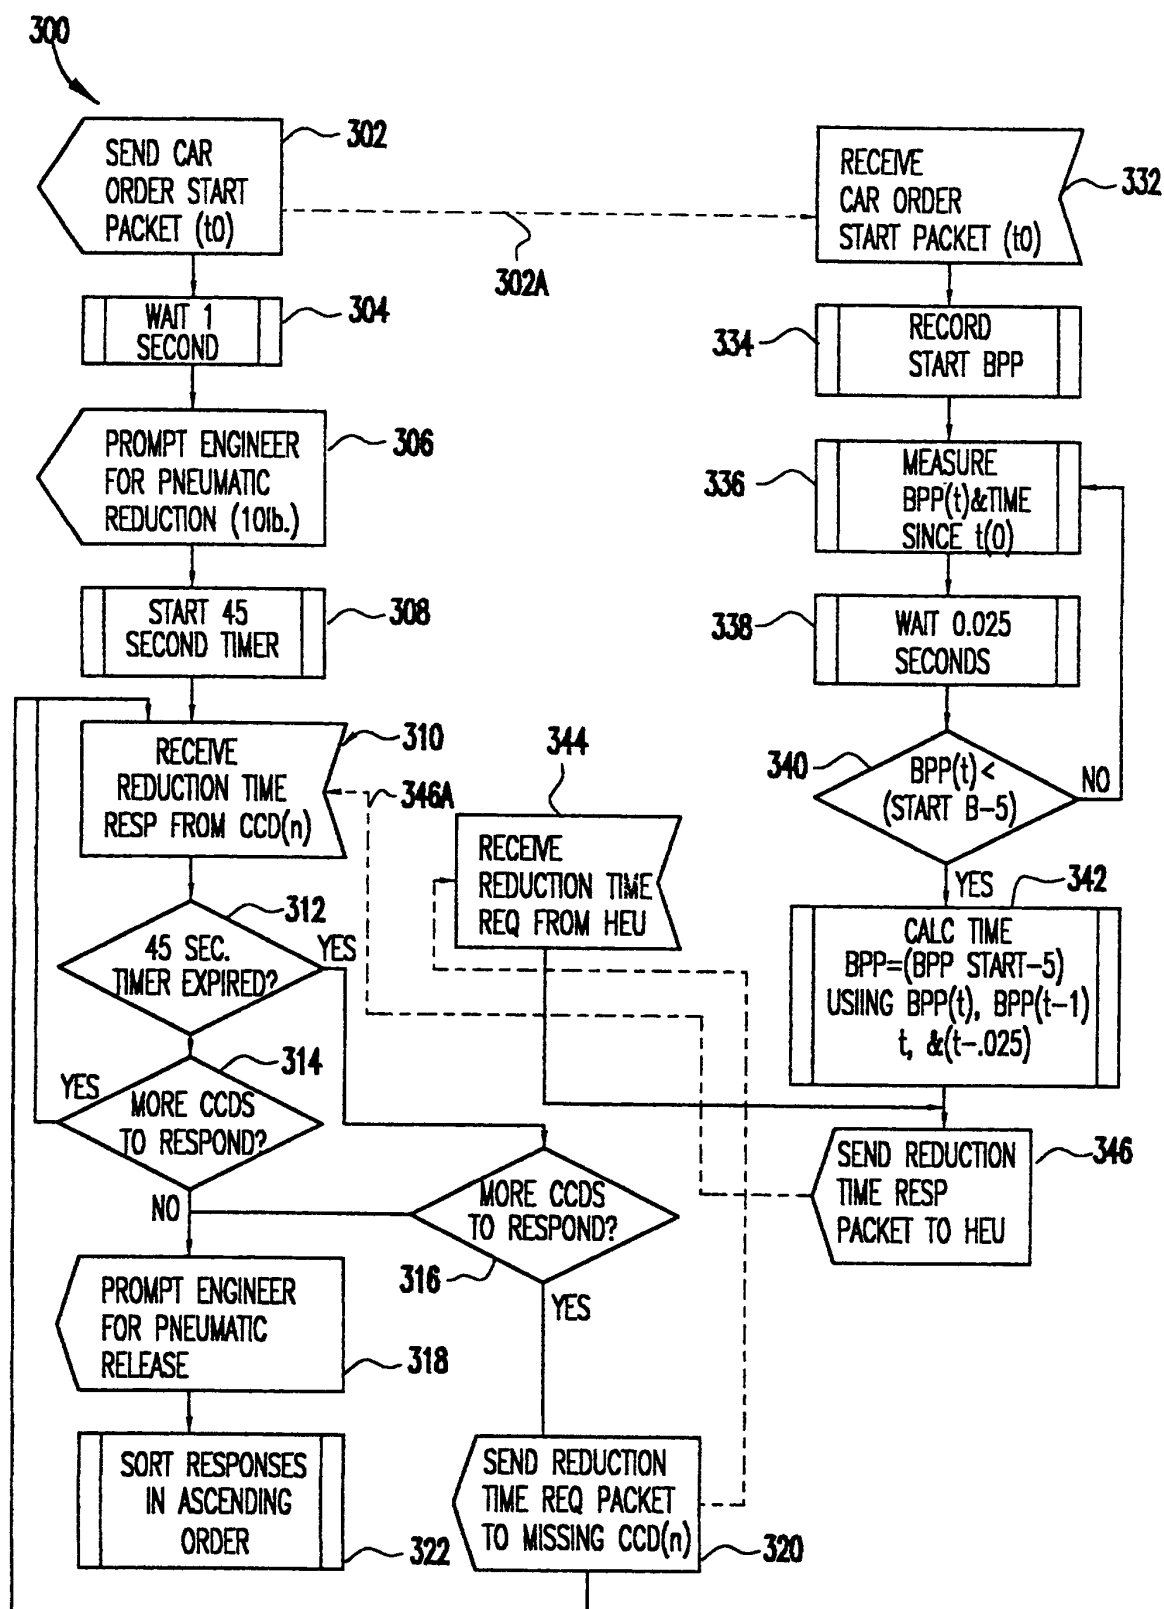 300
SEND CAR
ORDER START
PACKET (t0)
302
302A
WAIT 1
SECOND
304
PROMPT ENGINEER
FOR PNEUMATIC
REDUCTION (10lb.)
306
START 45
SECOND TIMER
308
RECEIVE
REDUCTION TIME
RESP FROM CCD(n)
310
346A
45 SEC.
TIMER EXPIRED?
312
YES
MORE CCDS
TO RESPOND?
314
YES
NO
MORE CCDS
TO RESPOND?
316
YES
PROMPT ENGINEER
FOR PNEUMATIC
RELEASE
318
SORT RESPONSES
IN ASCENDING
ORDER
322
SEND REDUCTION
TIME REQ PACKET
TO MISSING CCD(n)
320
344
RECEIVE
REDUCTION TIME
REQ FROM HEU
RECEIVE
CAR ORDER
START PACKET (t0)
332
RECORD
START BPP
334
MEASURE
BPP(t)&TIME
SINCE t(0)
336
WAIT 0.025
SECONDS
338
BPP(t)<
(START B-5)
340
NO
YES
342
CALC TIME
BPP=(BPP START-5)
USIING BPP(t), BPP(t-1)
t, &(t-.025)
SEND REDUCTION
TIME RESP
PACKET TO HEU
346